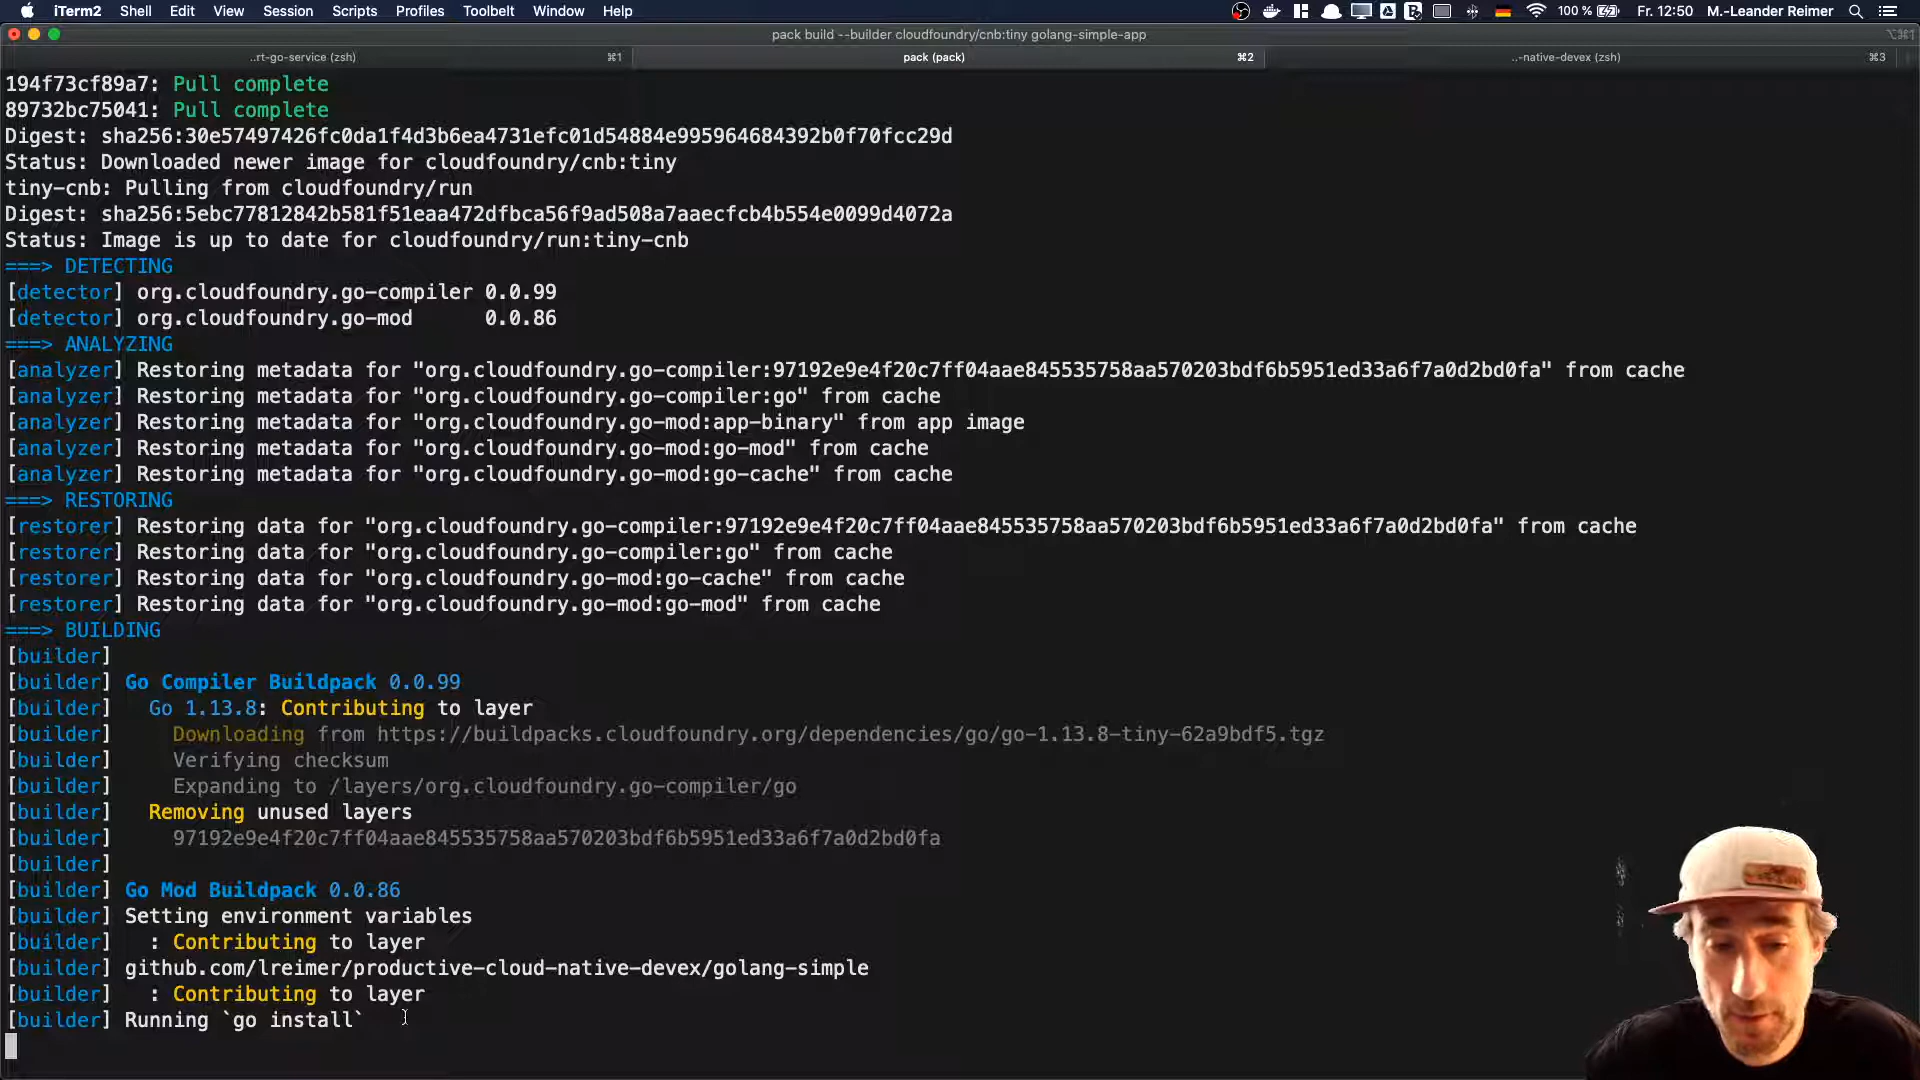 iTerm2 Shell Edit View Session Scripts Profiles Toolbelt Window Help 100 % Fr. 12:50 M.-Leander Reimer
pack build --builder cloudfoundry/cnb:tiny golang-simple-app ⌥⌘1
..rt-go-service (zsh) ⌘1 pack (pack) ⌘2 ..-native-devex (zsh) ⌘3
194f73cf89a7: Pull complete
89732bc75041: Pull complete
Digest: sha256:30e57497426fc0da1f4d3b6ea4731efc01d54884e995964684392b0f70fcc29d
Status: Downloaded newer image for cloudfoundry/cnb:tiny
tiny-cnb: Pulling from cloudfoundry/run
Digest: sha256:5ebc77812842b581f51eaa472dfbca56f9ad508a7aaecfcb4b554e0099d4072a
Status: Image is up to date for cloudfoundry/run:tiny-cnb
===> DETECTING
[detector] org.cloudfoundry.go-compiler 0.0.99
[detector] org.cloudfoundry.go-mod      0.0.86
===> ANALYZING
[analyzer] Restoring metadata for "org.cloudfoundry.go-compiler:97192e9e4f20c7ff04aae845535758aa570203bdf6b5951ed33a6f7a0d2bd0fa" from cache
[analyzer] Restoring metadata for "org.cloudfoundry.go-compiler:go" from cache
[analyzer] Restoring metadata for "org.cloudfoundry.go-mod:app-binary" from app image
[analyzer] Restoring metadata for "org.cloudfoundry.go-mod:go-mod" from cache
[analyzer] Restoring metadata for "org.cloudfoundry.go-mod:go-cache" from cache
===> RESTORING
[restorer] Restoring data for "org.cloudfoundry.go-compiler:97192e9e4f20c7ff04aae845535758aa570203bdf6b5951ed33a6f7a0d2bd0fa" from cache
[restorer] Restoring data for "org.cloudfoundry.go-compiler:go" from cache
[restorer] Restoring data for "org.cloudfoundry.go-mod:go-cache" from cache
[restorer] Restoring data for "org.cloudfoundry.go-mod:go-mod" from cache
===> BUILDING
[builder]
[builder] Go Compiler Buildpack 0.0.99
[builder]   Go 1.13.8: Contributing to layer
[builder]     Downloading from https://buildpacks.cloudfoundry.org/dependencies/go/go-1.13.8-tiny-62a9bdf5.tgz
[builder]     Verifying checksum
[builder]     Expanding to /layers/org.cloudfoundry.go-compiler/go
[builder]   Removing unused layers
[builder]     97192e9e4f20c7ff04aae845535758aa570203bdf6b5951ed33a6f7a0d2bd0fa
[builder]
[builder] Go Mod Buildpack 0.0.86
[builder] Setting environment variables
[builder]   : Contributing to layer
[builder] github.com/lreimer/productive-cloud-native-devex/golang-simple
[builder]   : Contributing to layer
[builder] Running `go install`